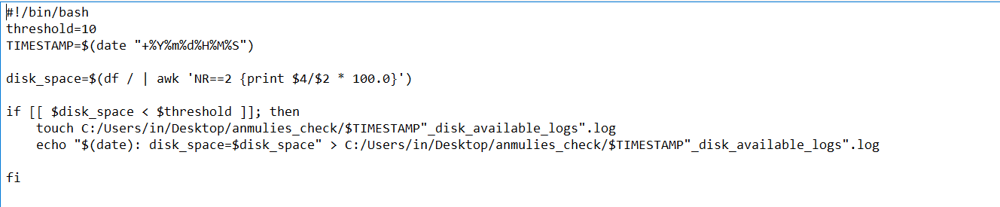 #!/bin/bash
threshold=10
TIMESTAMP=$(date "+%Y%m%d%H%M%S")
disk_space=$(df / | awk 'NR==2 {print $4/$2 * 100.0}')
if [[ $disk_space < $threshold ]]; then
    touch C:/Users/in/Desktop/anmulies_check/$TIMESTAMP"_disk_available_logs".log
    echo "$(date): disk_space=$disk_space" > C:/Users/in/Desktop/anmulies_check/$TIMESTAMP"_disk_available_logs".log
fi